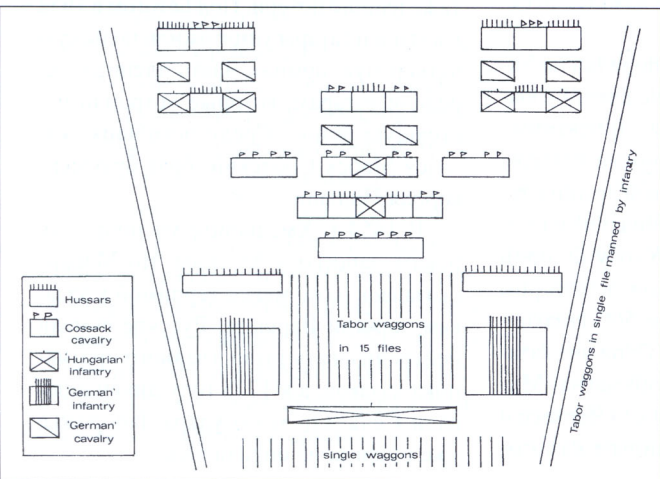 Hussars
Cossack
cavalry
'Hungarian'
infantry
'German'
infantry
'German'
cavalry
Tabor waggons
in 15 files
single waggons
Tabor waggons in single file manned by infantry